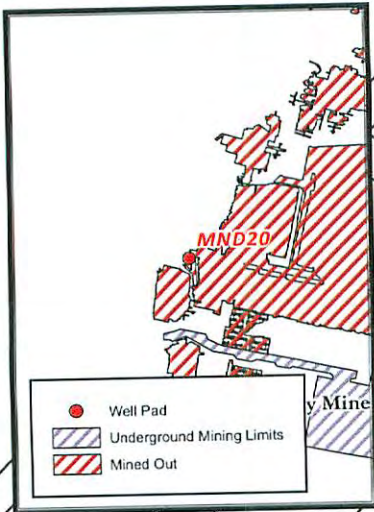 MND20
y Mine
Well Pad
Underground Mining Limits
Mined Out